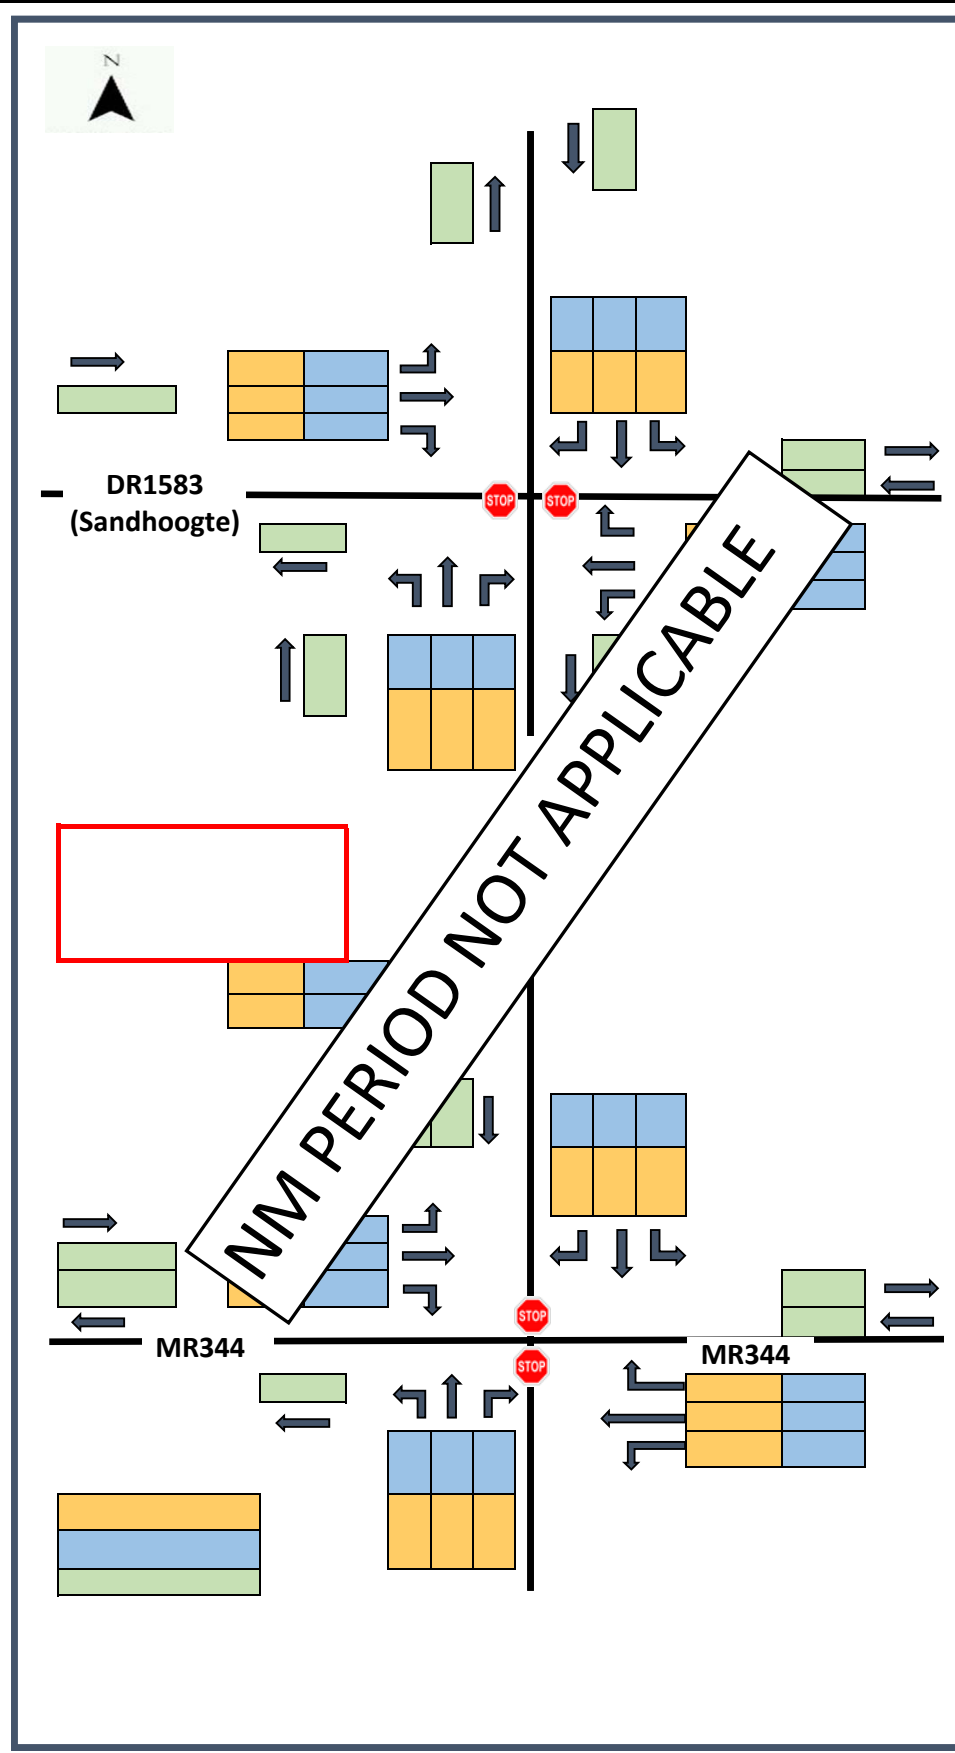 N
DR1583
(Sandhoogte)
STOP
STOP
NM PERIOD NOT APPLICABLE
STOP
MR344
MR344
STOP